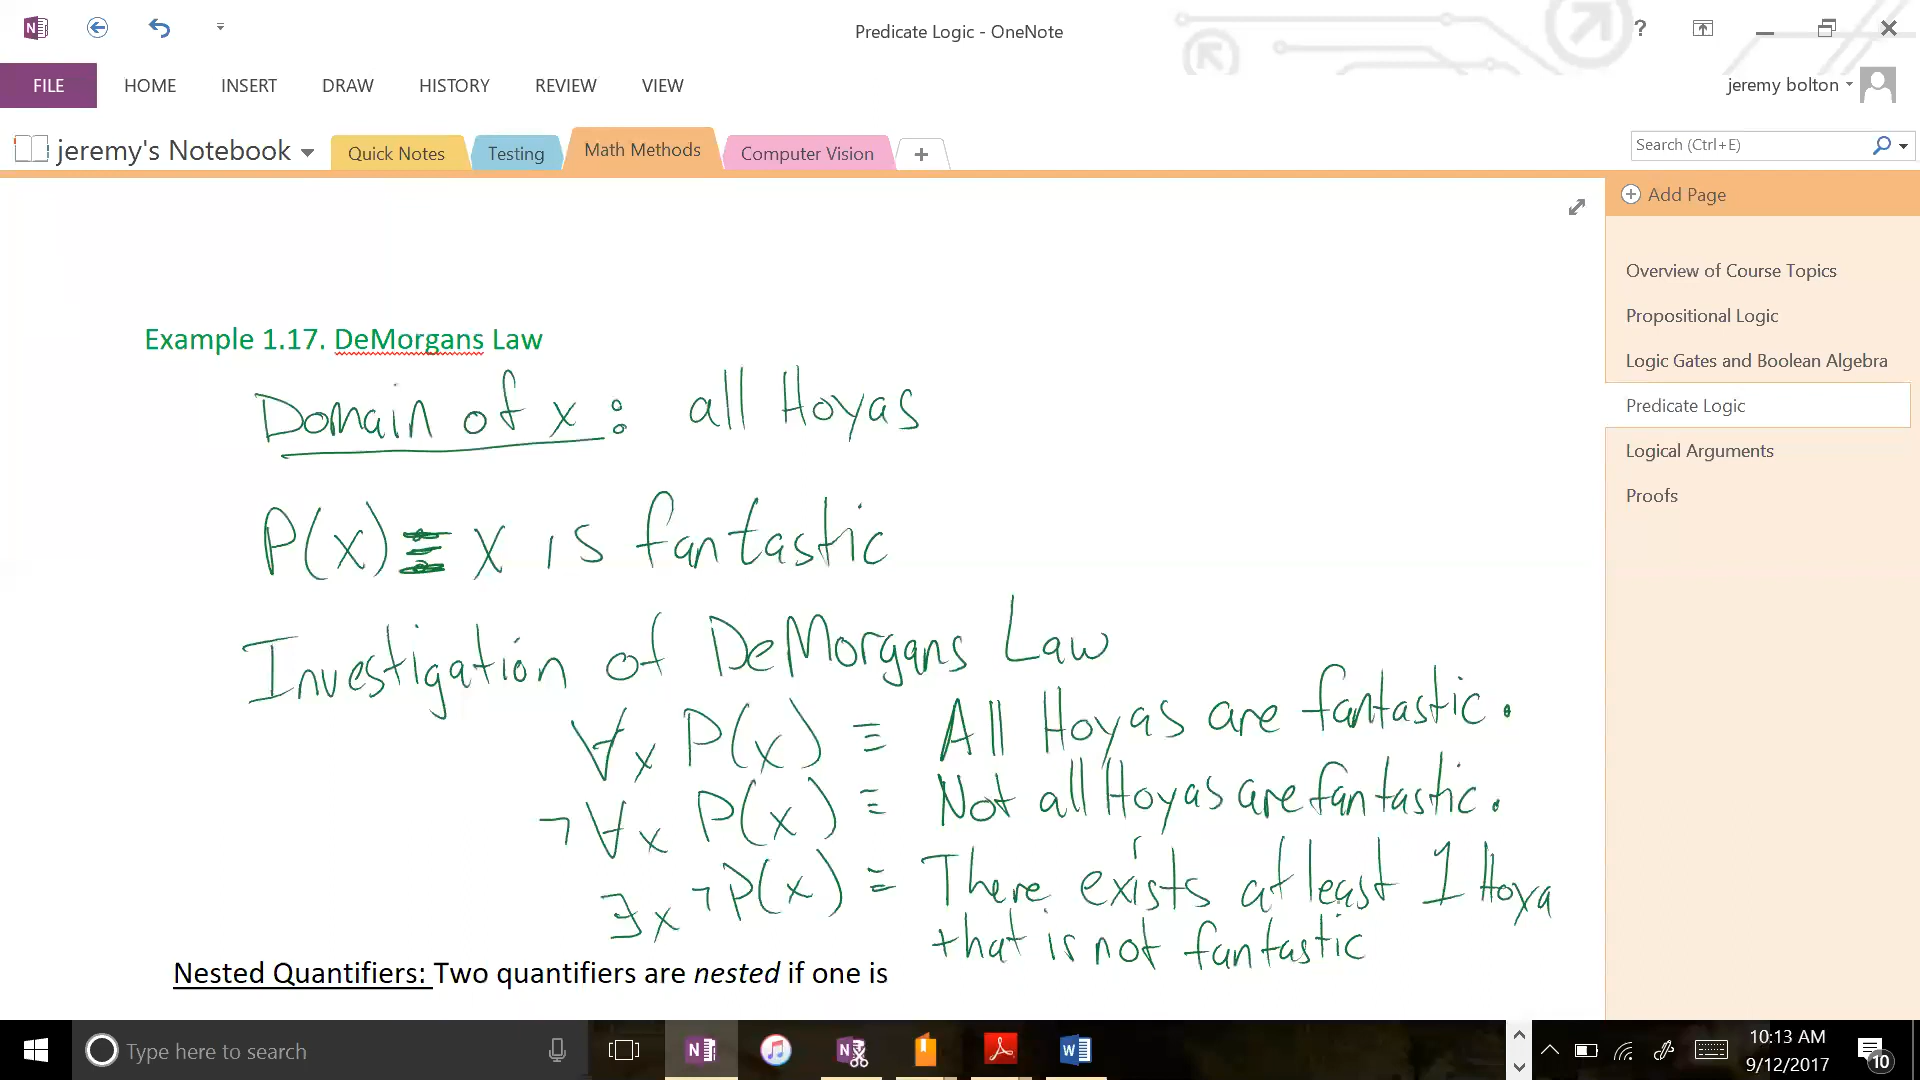 Predicate Logic - OneNote
?
FILE HOME INSERT DRAW HISTORY REVIEW VIEW
jeremy bolton
jeremy's Notebook
Quick Notes
Testing
Math Methods
Computer Vision
+
Search (Ctrl+E)
Add Page
Overview of Course Topics
Propositional Logic
Logic Gates and Boolean Algebra
Predicate Logic
Logical Arguments
Proofs
Example 1.17. DeMorgans Law
Domain of x: all Hoyas
P(x) ≡ x is fantastic
Investigation of DeMorgans Law
∀x P(x) ≡ All Hoyas are fantastic.
¬∀x P(x) ≡ Not all Hoyas are fantastic.
∃x ¬P(x) ≡ There exists at least 1 Hoya
that is not fantastic
Nested Quantifiers: Two quantifiers are nested if one is
Type here to search
10:13 AM
9/12/2017
10